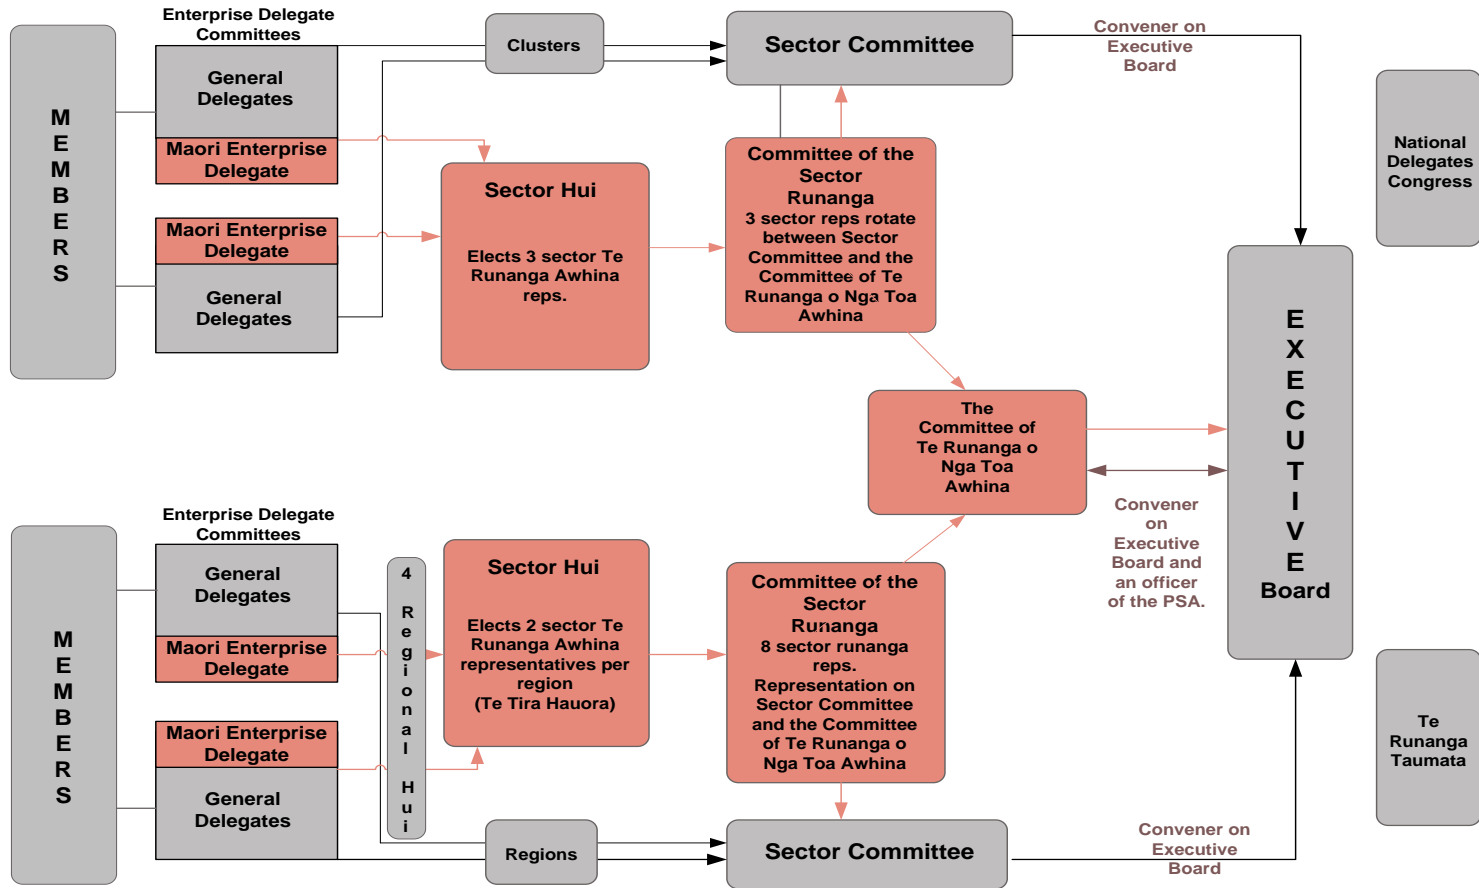 Enterprise Delegate
Committees
MEMBERS
General
Delegates
Maori Enterprise
Delegate
Maori Enterprise
Delegate
General
Delegates
Clusters
Sector Committee
Convener on
Executive
Board
Sector Hui
Elects 3 sector Te
Runanga Awhina
reps.
Committee of the
Sector
Runanga
3 sector reps rotate
between Sector
Committee and the
Committee of Te
Runanga o Nga Toa
Awhina
National
Delegates
Congress
The
Committee of
Te Runanga o
Nga Toa
Awhina
Convener
on
Executive
Board and
an officer
of the PSA.
EXECUTIVE
Board
Enterprise Delegate
Committees
MEMBERS
General
Delegates
Maori Enterprise
Delegate
Maori Enterprise
Delegate
General
Delegates
4 Regional Hui
Sector Hui
Elects 2 sector Te
Runanga Awhina
representatives per
region
(Te Tira Hauora)
Committee of the
Sector
Runanga
8 sector runanga
reps.
Representation on
Sector Committee
and the Committee
of Te Runanga o
Nga Toa Awhina
Regions
Sector Committee
Convener on
Executive
Board
Te
Runanga
Taumata